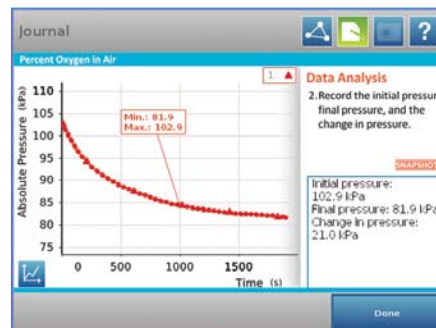 Journal
?
Percent Oxygen in Air
1
Absolute Pressure (kPa)
110
105
100
95
90
85
80
75
Min.: 81.9
Max.: 102.9
0 500 1000 1500
Time (s)
Data Analysis
2.Record the initial pressure
final pressure, and the
change in pressure.
SNAPSHOT
Initial pressure:
102.9 kPa
Final pressure: 81.9 kPa
Change in pressure:
21.0 kPa
Done